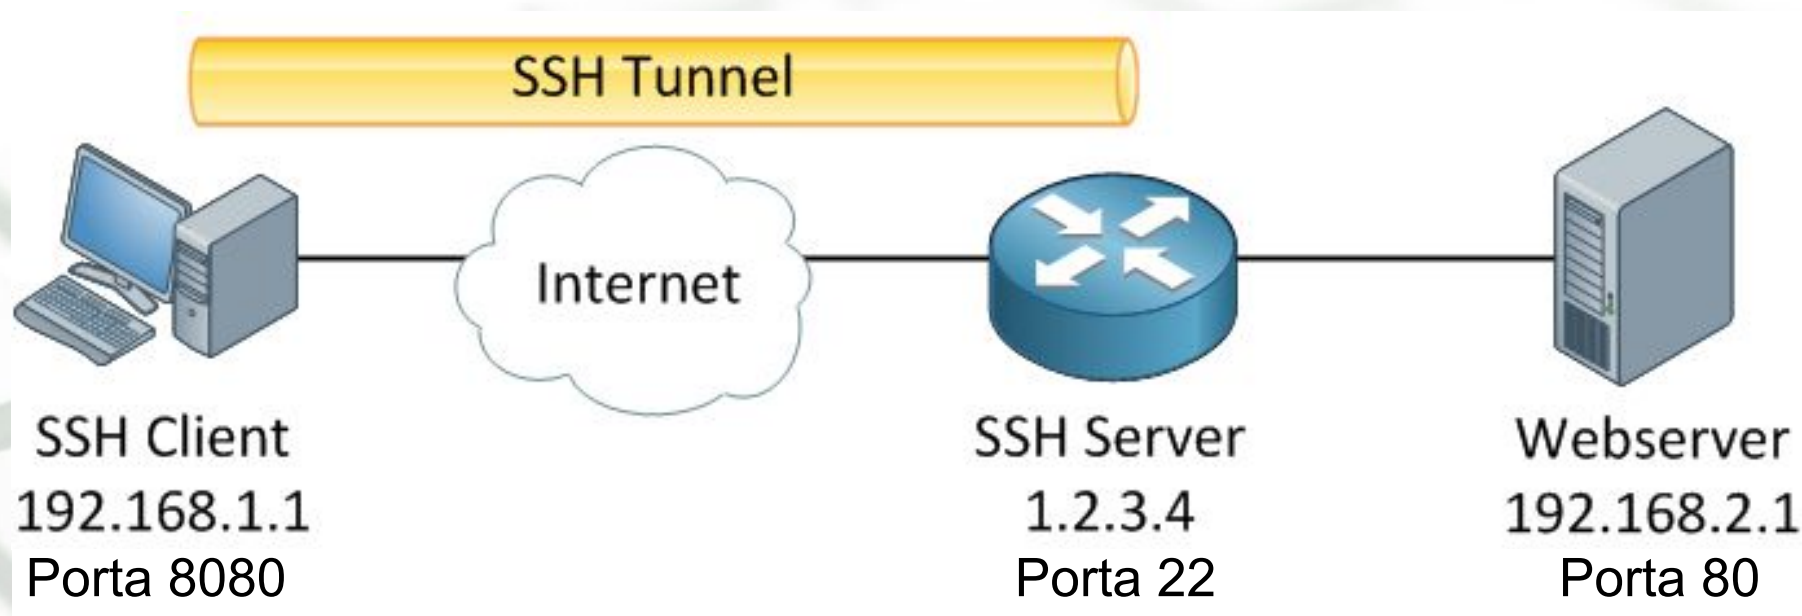 SSH Tunnel
Internet
SSH Client
192.168.1.1
Porta 8080
SSH Server
1.2.3.4
Porta 22
Webserver
192.168.2.1
Porta 80